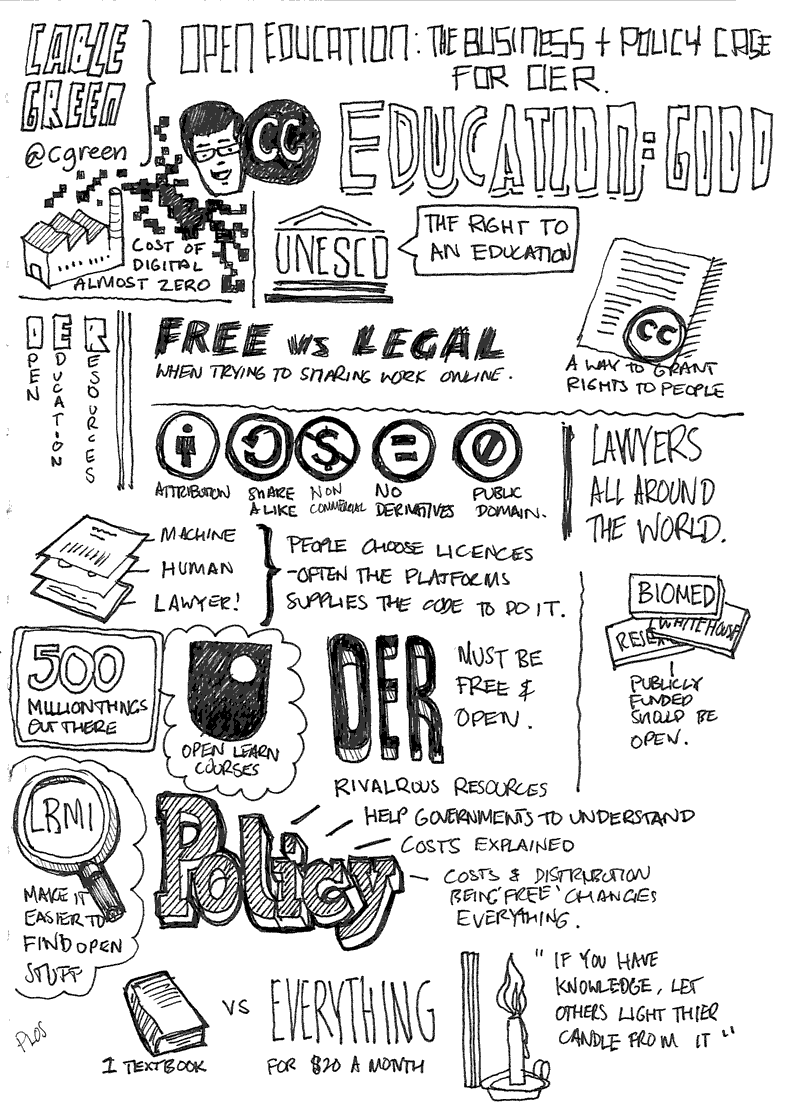 CABLE
GREEN
@cgreen
OPEN EDUCATION: THE BUSINESS + POLICY CASE
FOR OER.
CC
EDUCATION: GOOD
COST OF
DIGITAL
ALMOST ZERO
UNESCO
THE RIGHT TO
AN EDUCATION
CC
A WAY TO GRANT
RIGHTS TO PEOPLE
OPEN
EDUCATION
RESOURCES
FREE vs LEGAL
WHEN TRYING TO SHARING WORK ONLINE.
$
=
ATTRIBUTION
SHARE
ALIKE
NON
COMMERCIAL
NO
DERIVATIVES
PUBLIC
DOMAIN.
LAWYERS
ALL AROUND
THE WORLD.
MACHINE
HUMAN
LAWYER!
PEOPLE CHOOSE LICENCES
-OFTEN THE PLATFORMS
SUPPLIES THE CODE TO DO IT.
BIOMED
WHITEHOUSE
PUBLICLY
FUNDED
SHOULD BE
OPEN.
500
MILLION THINGS
OUT THERE
OPEN LEARN
COURSES
OER
MUST BE
FREE &
OPEN.
RIVALROUS RESOURCES
HELP GOVERNMENTS TO UNDERSTAND
COSTS EXPLAINED
COSTS & DISTRIBUTION
BEING 'FREE' CHANGES
EVERYTHING.
POLicy
LRMI
MAKE IT
EASIER TO
FIND OPEN
STUFF
1 TEXTBOOK
VS
EVERYTHING
FOR $20 A MONTH
"IF YOU HAVE
KNOWLEDGE, LET
OTHERS LIGHT THIER
CANDLE FROM IT"
PLOS